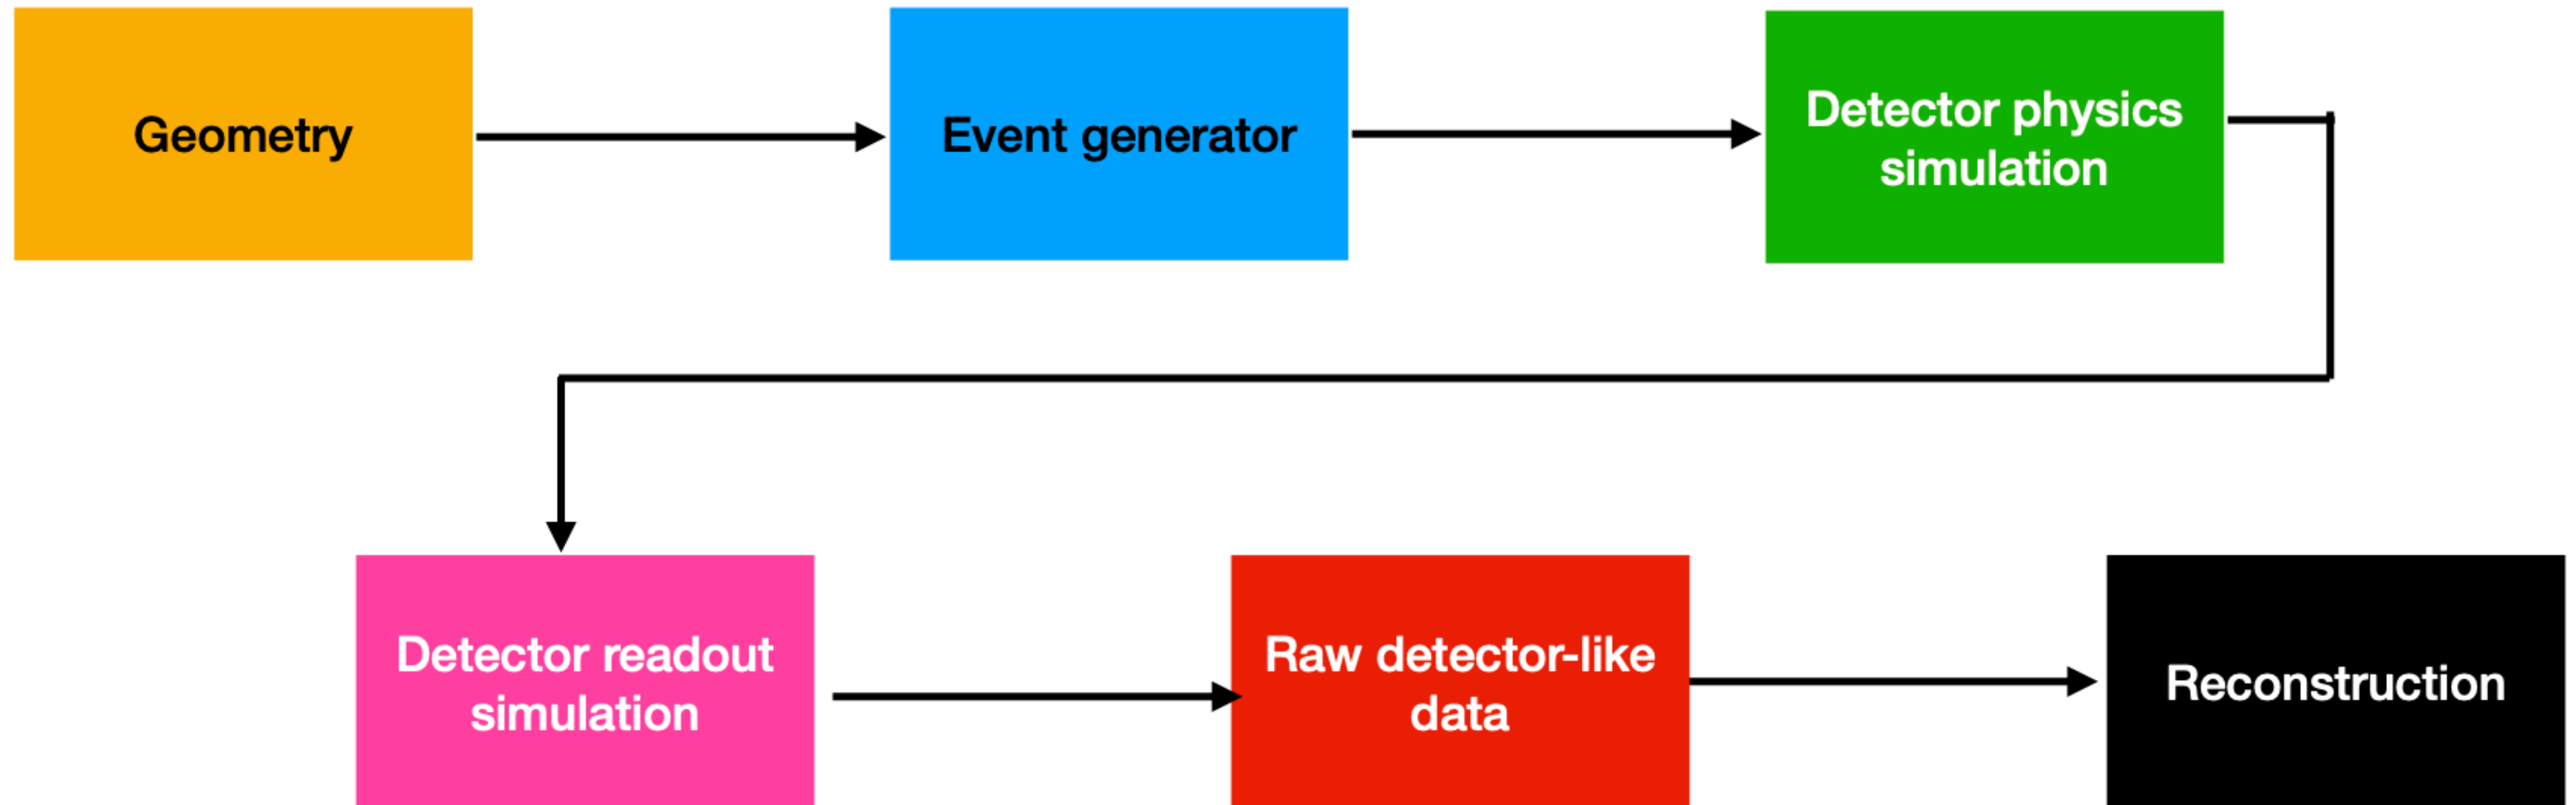 Geometry
Event generator
Detector physics
simulation
Detector readout
simulation
Raw detector-like
data
Reconstruction